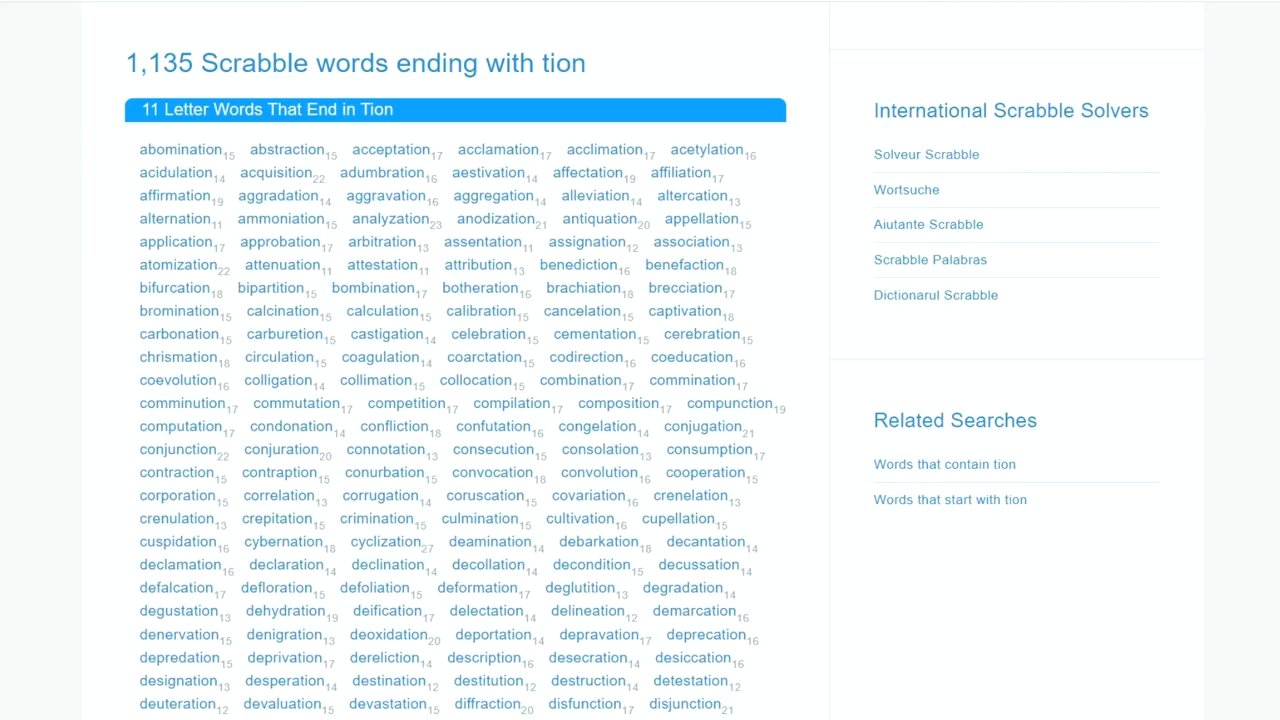 1,135 Scrabble words ending with tion
11 Letter Words That End in Tion
abomination15 abstraction15 acceptation17 acclamation17 acclimation17 acetylation16
acidulation14 acquisition22 adumbration16 aestivation14 affectation19 affiliation17
affirmation19 aggradation14 aggravation16 aggregation14 alleviation14 altercation13
alternation11 ammoniation15 analyzation23 anodization21 antiquation20 appellation15
application17 approbation17 arbitration13 assentation11 assignation12 association13
atomization22 attenuation11 attestation11 attribution13 benediction16 benefaction18
bifurcation18 bipartition15 bombination17 botheration16 brachiation18 brecciation17
bromination15 calcination15 calculation15 calibration15 cancelation15 captivation18
carbonation15 carburetion15 castigation14 celebration15 cementation15 cerebration15
chrismation18 circulation15 coagulation14 coarctation15 codirection16 coeducation16
coevolution16 colligation14 collimation15 collocation15 combination17 commination17
comminution17 commutation17 competition17 compilation17 composition17 compunction19
computation17 condonation14 confliction18 confutation16 congelation14 conjugation21
conjunction22 conjuration20 connotation13 consecution15 consolation13 consumption17
contraction15 contraption15 conurbation15 convocation18 convolution16 cooperation15
corporation15 correlation13 corrugation14 coruscation15 covariation16 crenelation13
crenulation13 crepitation15 crimination15 culmination15 cultivation16 cupellation15
cuspidation16 cybernation18 cyclization27 deamination14 debarkation18 decantation14
declamation16 declaration14 declination14 decollation14 decondition15 decussation14
defalcation17 defloration15 defoliation15 deformation17 deglutition13 degradation14
degustation13 dehydration19 deification17 delectation14 delineation12 demarcation16
denervation15 denigration13 deoxidation20 deportation14 depravation17 deprecation16
depredation15 deprivation17 dereliction14 description16 desecration14 desiccation16
designation13 desperation14 destination12 destitution12 destruction14 detestation12
deuteration12 devaluation15 devastation15 diffraction20 disfunction17 disjunction21
International Scrabble Solvers
Solveur Scrabble
Wortsuche
Aiutante Scrabble
Scrabble Palabras
Dictionarul Scrabble
Related Searches
Words that contain tion
Words that start with tion